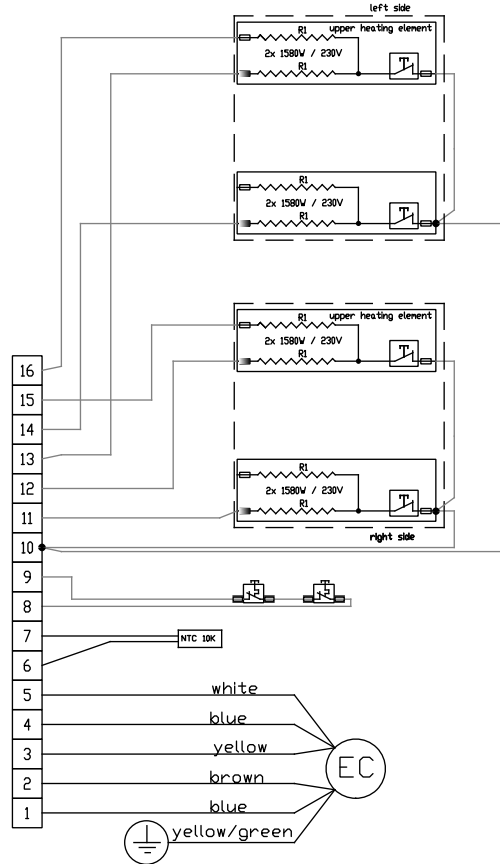 left side
upper heating element
R1
2x 1580W / 230V
R1
R1
2x 1580W / 230V
R1
upper heating element
R1
2x 1580W / 230V
R1
R1
2x 1580W / 230V
R1
right side
16
15
14
13
12
11
10
9
8
7
NTC 10K
6
5 white
4 blue
3 yellow
EC
2 brown
1 blue
yellow/green